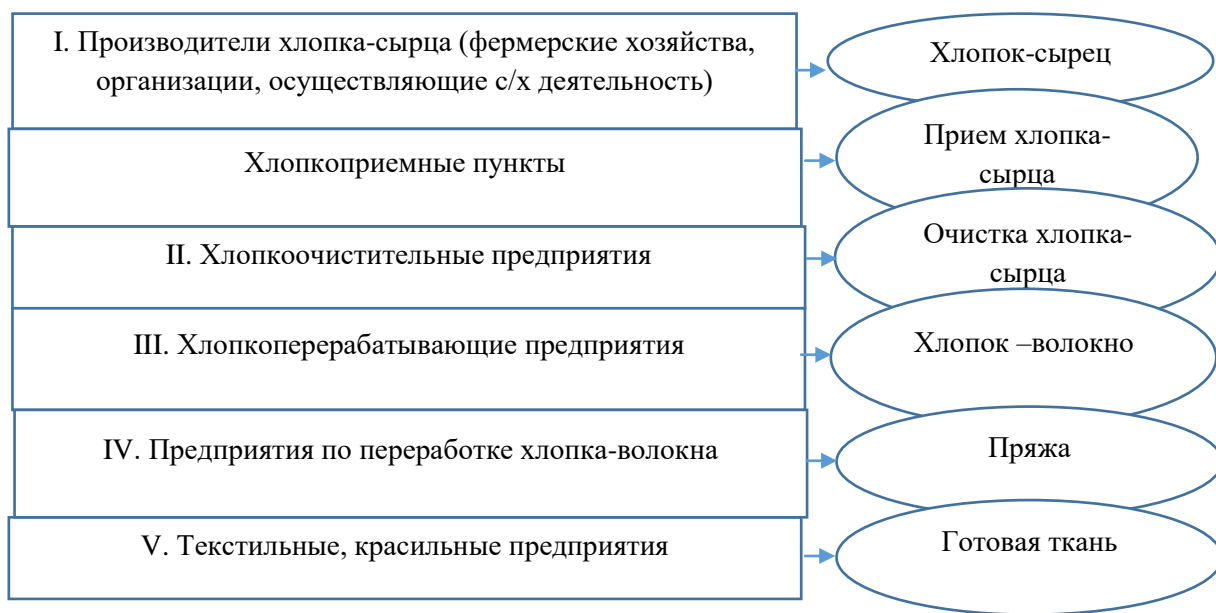 I. Производители хлопка-сырца (фермерские хозяйства,
организации, осуществляющие с/х деятельность)
Хлопок-сырец
Хлопкоприемные пункты
Прием хлопка-
сырца
II. Хлопкоочистительные предприятия
Очистка хлопка-
сырца
III. Хлопкоперерабатывающие предприятия
Хлопок –волокно
IV. Предприятия по переработке хлопка-волокна
Пряжа
V. Текстильные, красильные предприятия
Готовая ткань